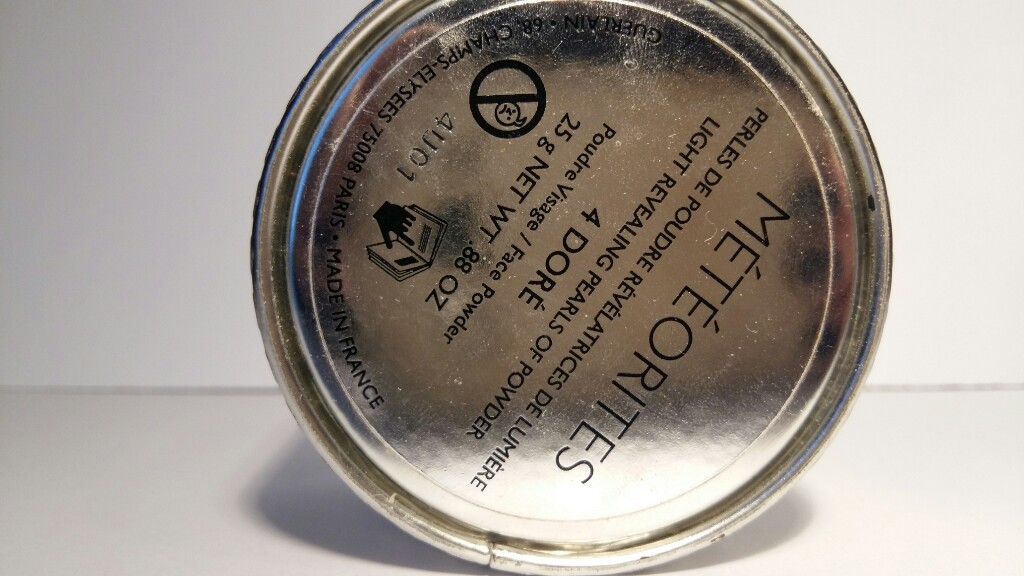 MÉTÉORITES
PERLES DE POUDRE RÉVÉLATRICES DE LUMIÈRE
LIGHT REVEALING PEARLS OF POWDER
4 DORÉ
Poudre Visage / Face Powder
25 g NET WT. .88 OZ
4U01
GUERLAIN • 68, CHAMPS-ELYSEES 75008 PARIS • MADE IN FRANCE